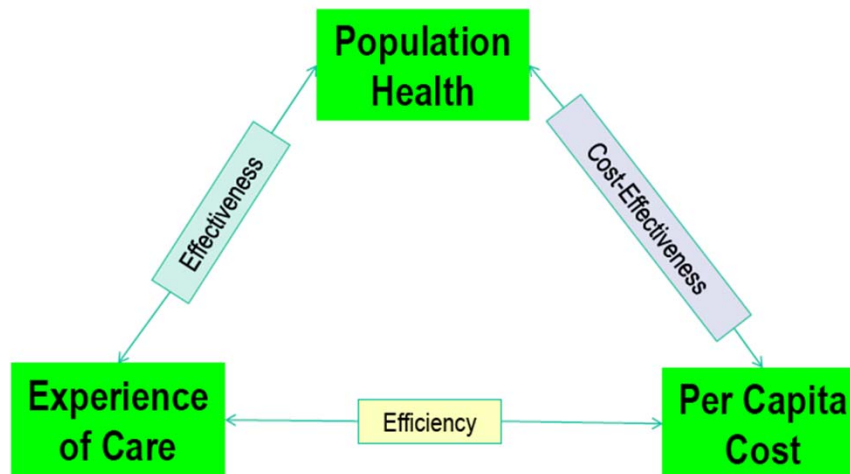 Population
Health
Effectiveness
Cost-Effectiveness
Experience
of Care
Efficiency
Per Capita
Cost